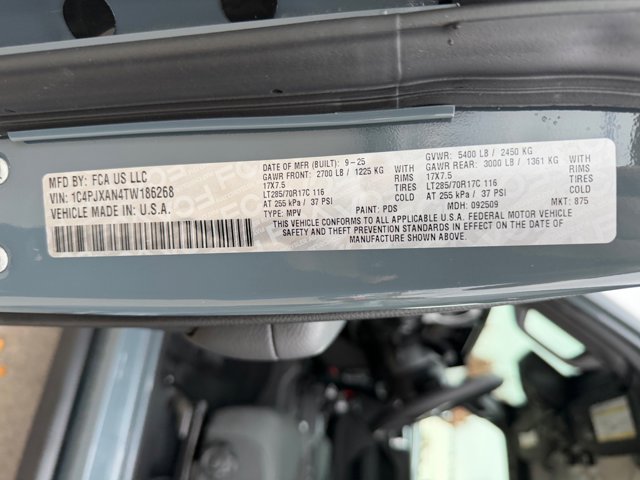 MFD BY: FCA US LLC
VIN: 1C4PJXAN4TW186268
VEHICLE MADE IN: U.S.A.
DATE OF MFR (BUILT): 9-25
GAWR FRONT: 2700 LB / 1225 KG
17X7.5 RIMS WITH
LT285/70R17C 116 TIRES
AT 255 kPa / 37 PSI COLD
TYPE: MPV PAINT: PDS
GVWR: 5400 LB / 2450 KG
GAWR REAR: 3000 LB / 1361 KG
WITH
17X7.5 RIMS
LT285/70R17C 116 TIRES
AT 255 kPa / 37 PSI COLD
MDH: 092509 MKT: 875
THIS VEHICLE CONFORMS TO ALL APPLICABLE U.S.A. FEDERAL MOTOR VEHICLE
SAFETY AND THEFT PREVENTION STANDARDS IN EFFECT ON THE DATE OF
MANUFACTURE SHOWN ABOVE.